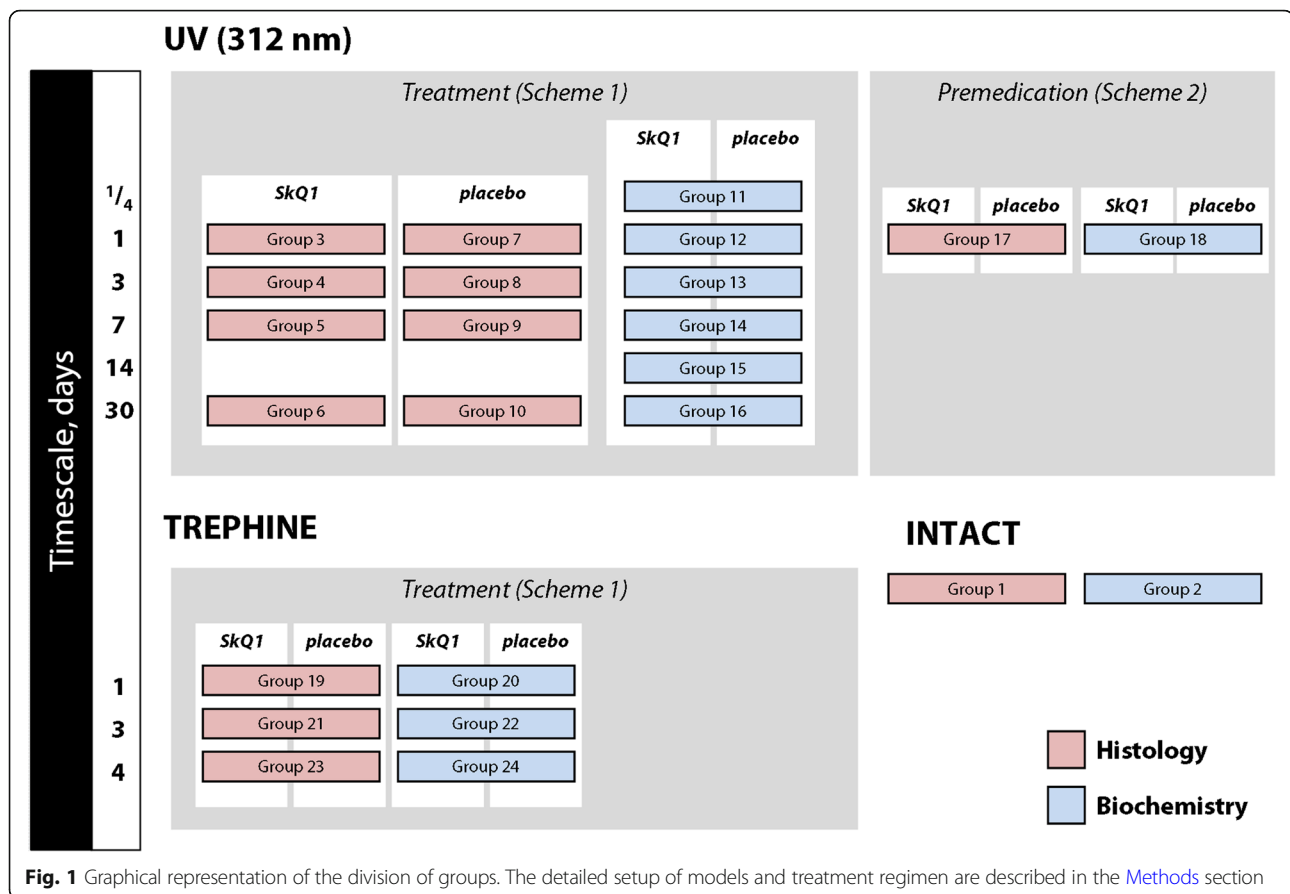 UV (312 nm)
Timescale, days
Treatment (Scheme 1)
SkQ1 placebo
SkQ1 placebo
1/4 Group 11
1 Group 3 Group 7 Group 12
3 Group 4 Group 8 Group 13
7 Group 5 Group 9 Group 14
14 Group 15
30 Group 6 Group 10 Group 16
Premedication (Scheme 2)
SkQ1 placebo SkQ1 placebo
Group 17 Group 18
TREPHINE
Treatment (Scheme 1)
SkQ1 placebo SkQ1 placebo
1 Group 19 Group 20
3 Group 21 Group 22
4 Group 23 Group 24
INTACT
Group 1 Group 2
Histology
Biochemistry
Fig. 1 Graphical representation of the division of groups. The detailed setup of models and treatment regimen are described in the Methods section